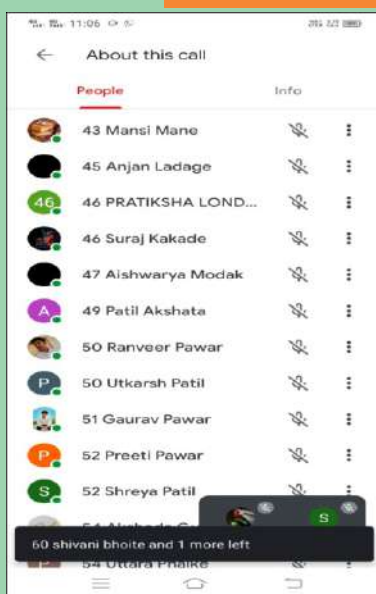 11:06
About this call
People Info
43 Mansi Mane
45 Anjan Ladage
46 46 PRATIKSHA LOND...
46 Suraj Kakade
47 Aishwarya Modak
A 49 Patil Akshata
50 Ranveer Pawar
P 50 Utkarsh Patil
51 Gaurav Pawar
P 52 Preeti Pawar
S 52 Shreya Patil
S
60 shivani bhoite and 1 more left
54 Uttara Phalke